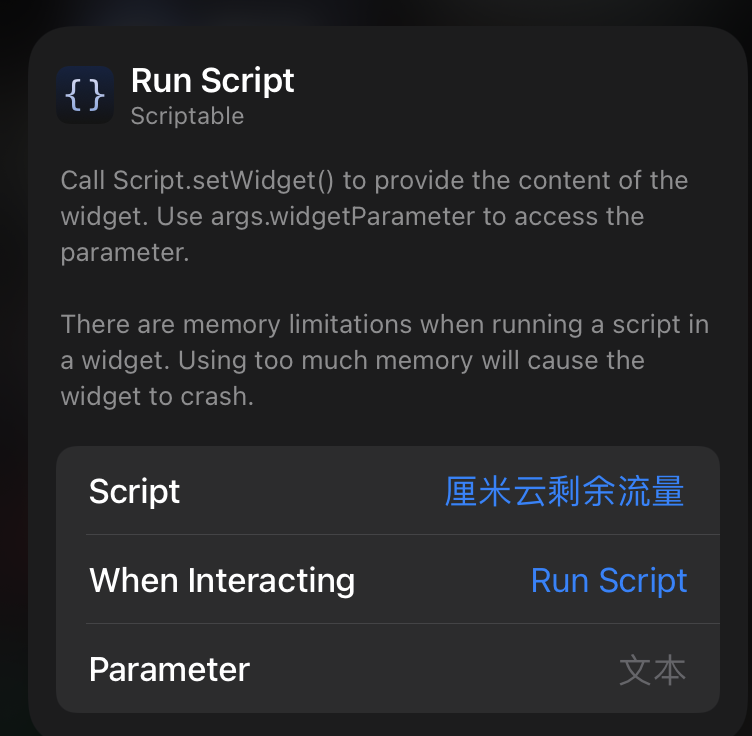 {}
Run Script
Scriptable
Call Script.setWidget() to provide the content of the
widget. Use args.widgetParameter to access the
parameter.
There are memory limitations when running a script in
a widget. Using too much memory will cause the
widget to crash.
Script 厘米云剩余流量
When Interacting Run Script
Parameter 文本